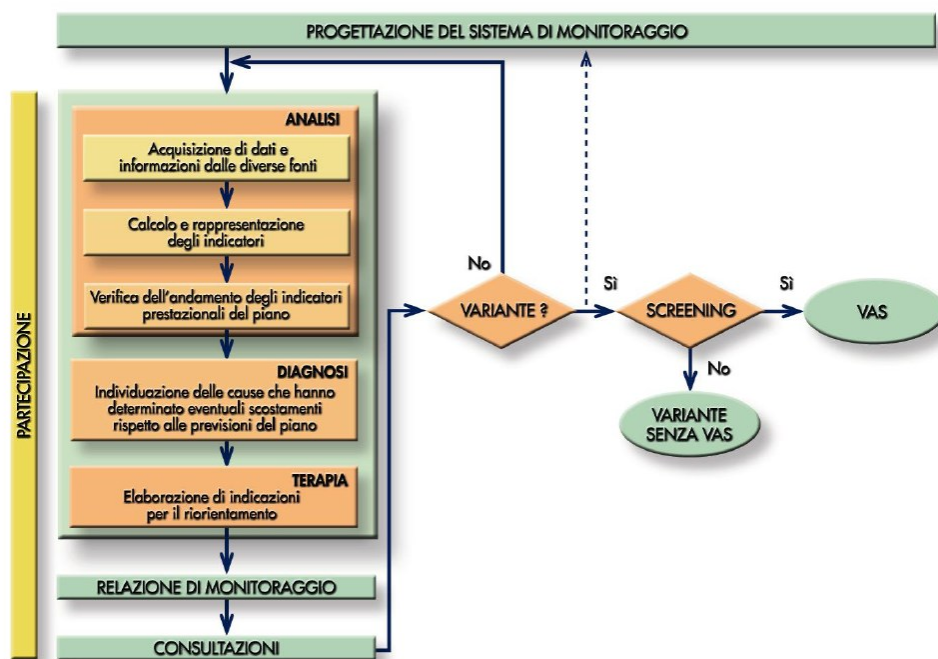 PROGETTAZIONE DEL SISTEMA DI MONITORAGGIO
PARTECIPAZIONE
ANALISI
Acquisizione di dati e
informazioni dalle diverse fonti
Calcolo e rappresentazione
degli indicatori
Verifica dell'andamento degli indicatori
prestazionali del piano
DIAGNOSI
Individuazione delle cause che hanno
determinato eventuali scostamenti
rispetto alle previsioni del piano
TERAPIA
Elaborazione di indicazioni
per il riorientamento
RELAZIONE DI MONITORAGGIO
CONSULTAZIONI
No
VARIANTE ?
Sì
SCREENING
Sì
VAS
No
VARIANTE
SENZA VAS